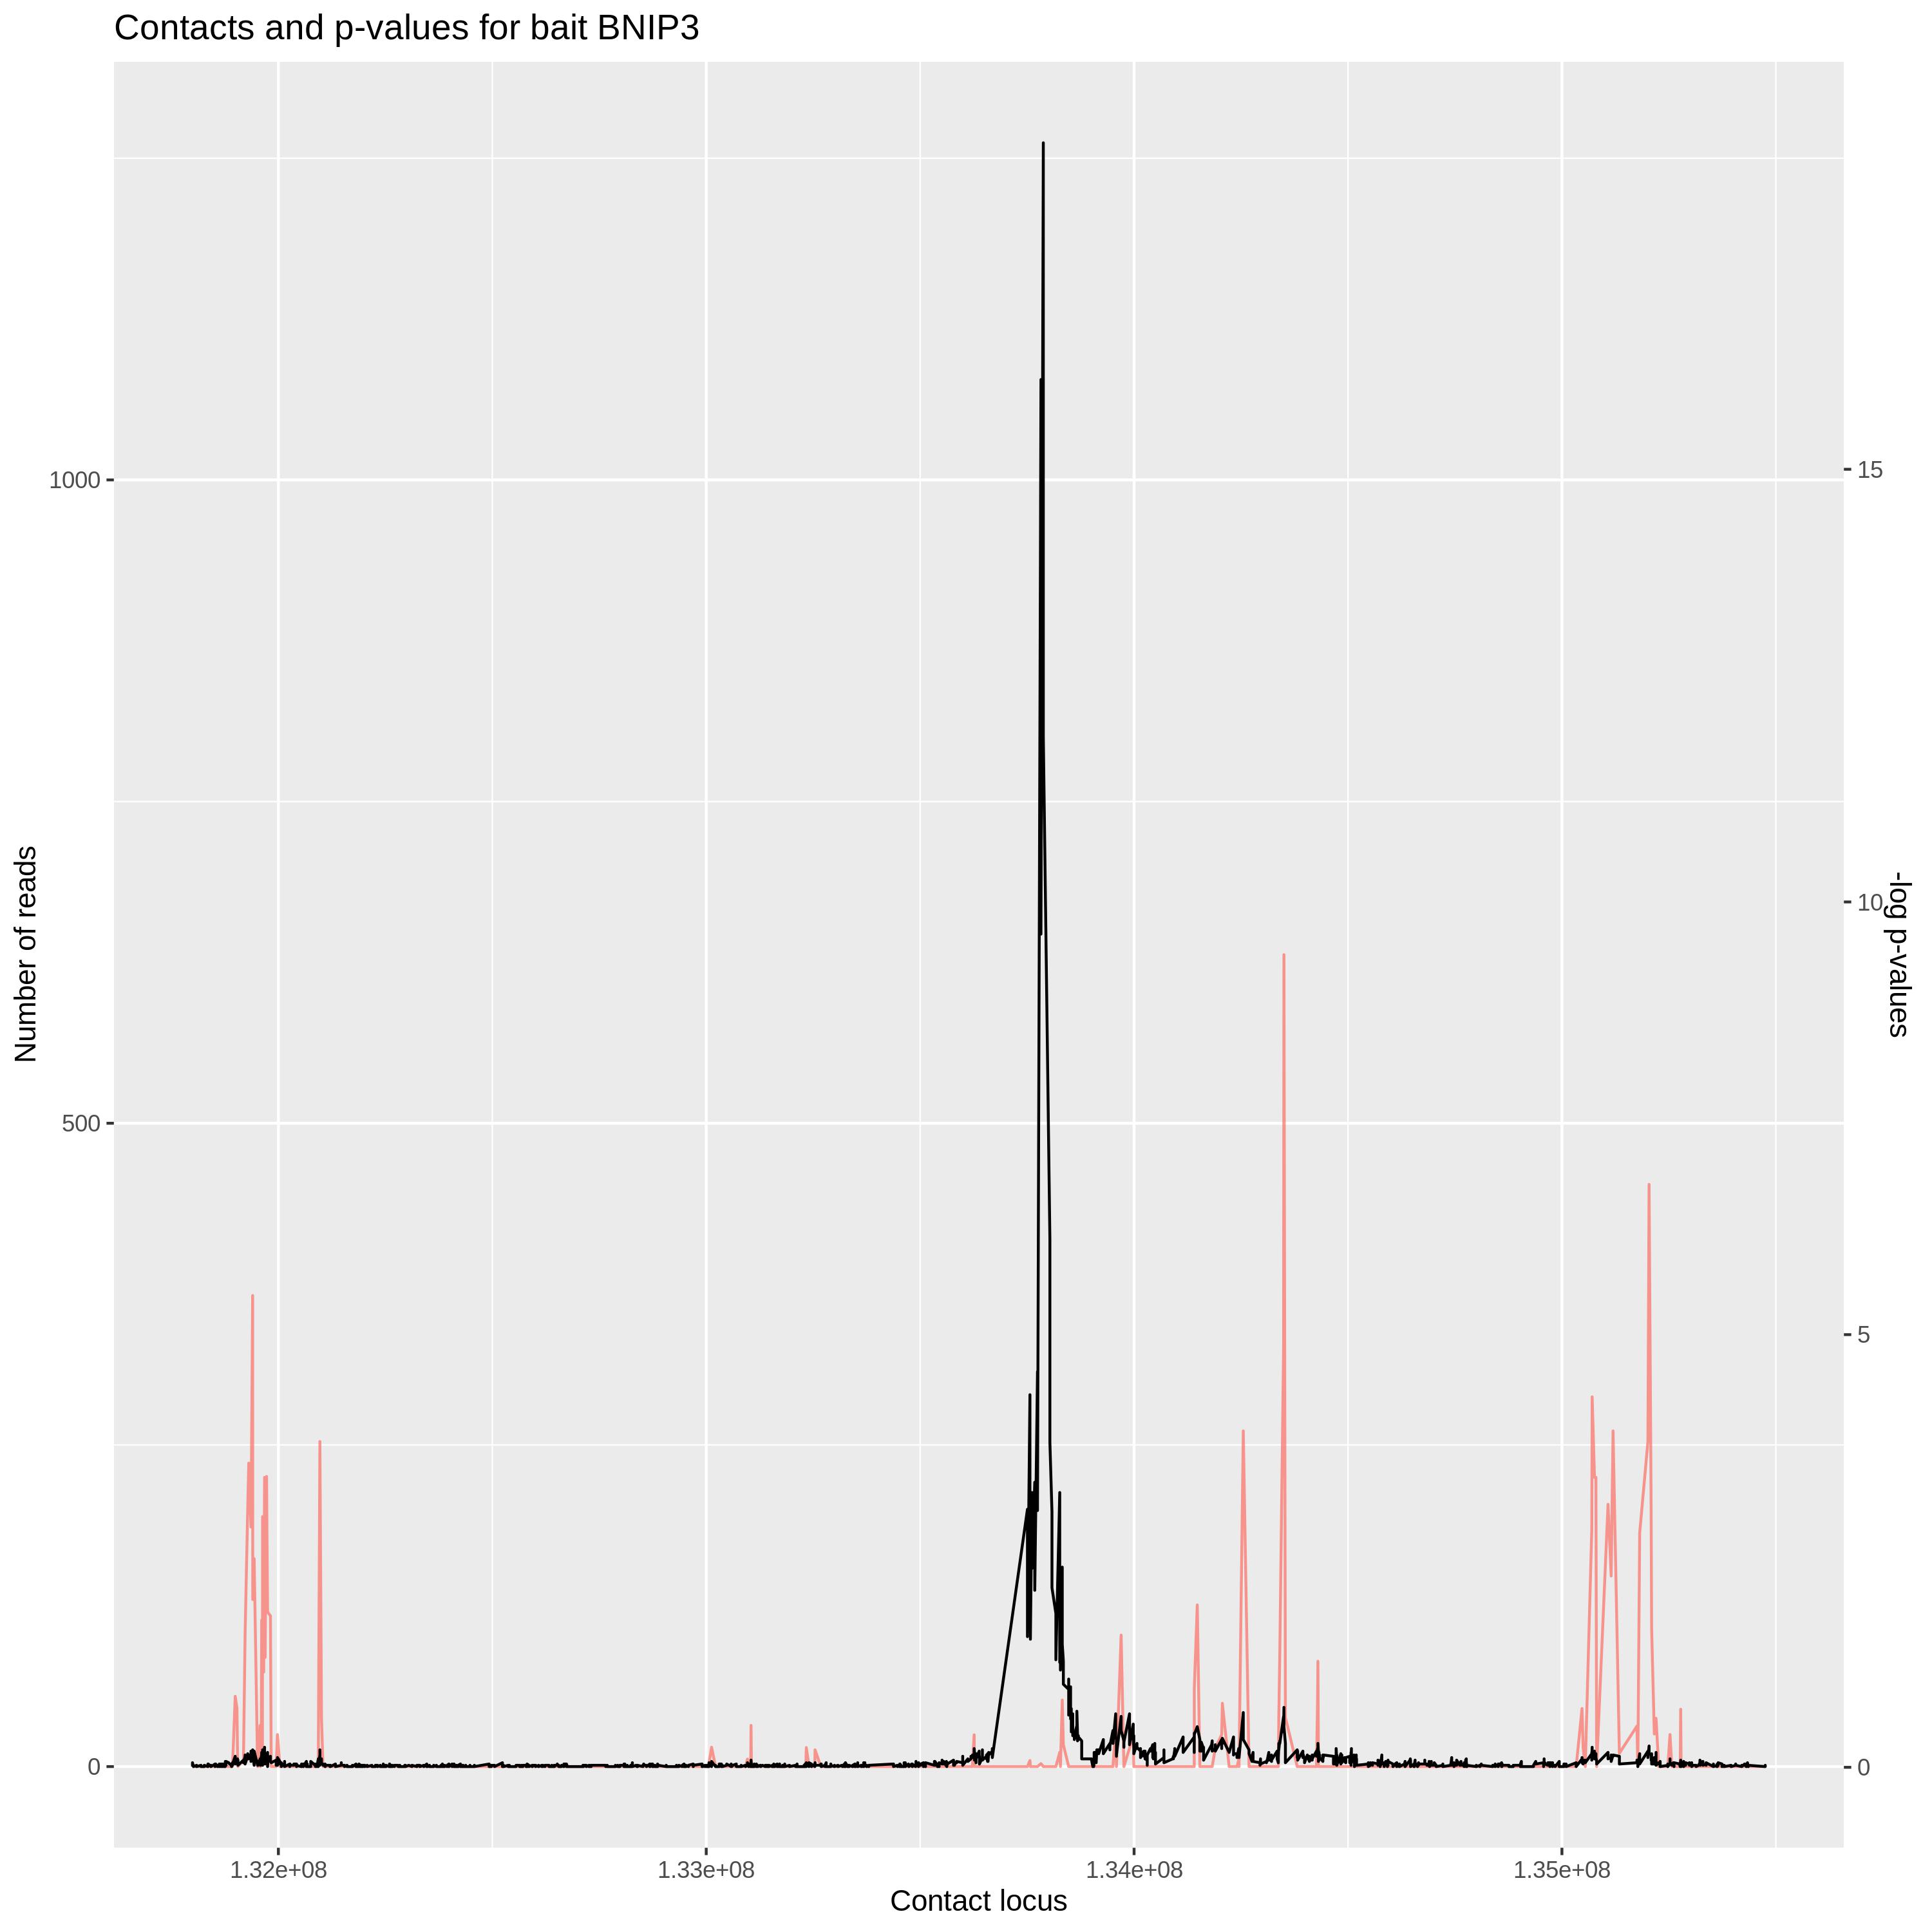 Contacts and p-values for bait BNIP3
Number of reads
1000
500
0
15
10
5
0
-log p-values
1.32e+08
1.33e+08
1.34e+08
1.35e+08
Contact locus